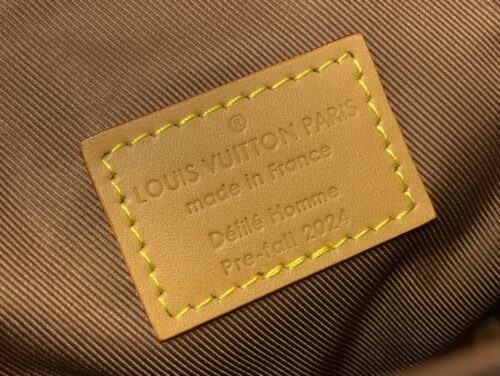 ®
LOUIS VUITTON PARIS
made in France
Défilé Homme
Pre-fall 2024